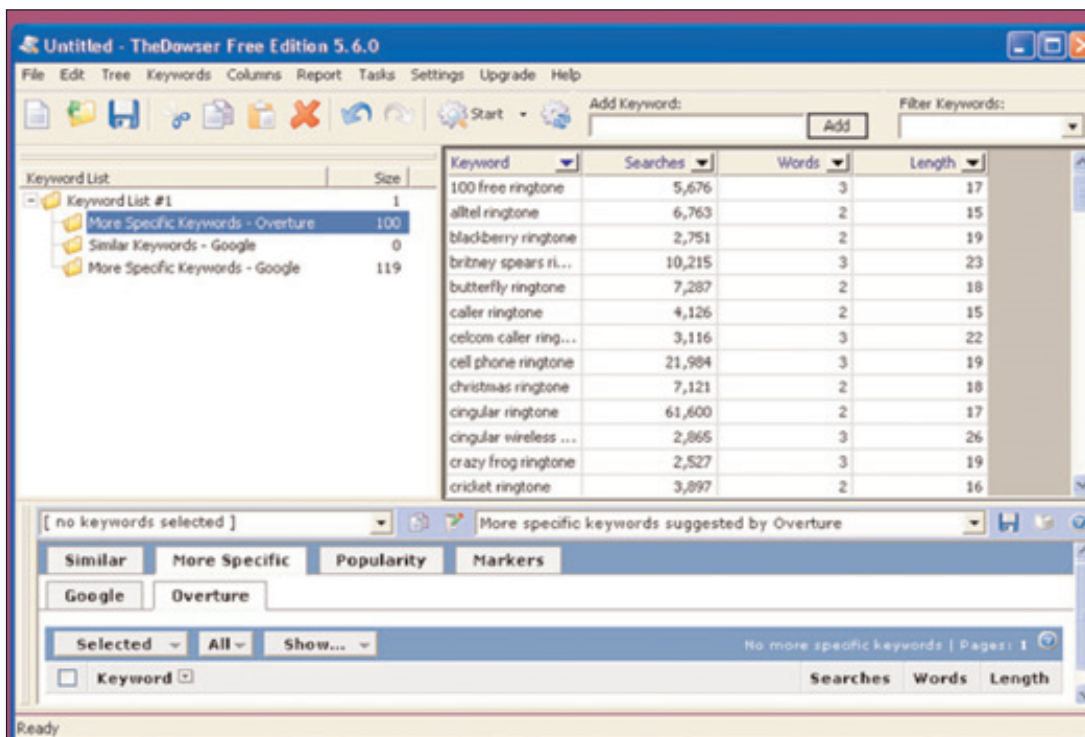 Untitled - TheDowser Free Edition 5.6.0
File Edit Tree Keywords Columns Report Tasks Settings Upgrade Help
Start Add Keyword: Add Filter Keywords:
Keyword List Size
Keyword List #1 1
More Specific Keywords - Overture 100
Similar Keywords - Google 0
More Specific Keywords - Google 119
Keyword Searches Words Length
100 free ringtone 5,676 3 17
alltel ringtone 6,763 2 15
blackberry ringtone 2,751 2 19
britney spears ri... 10,215 3 23
butterfly ringtone 7,287 2 18
caller ringtone 4,126 2 15
celcom caller ring... 3,116 3 22
cell phone ringtone 21,984 3 19
christmas ringtone 7,121 2 18
cingular ringtone 61,600 2 17
cingular wireless ... 2,865 3 26
crazy frog ringtone 2,527 3 19
cricket ringtone 3,897 2 16
[ no keywords selected ] More specific keywords suggested by Overture
Similar More Specific Popularity Markers
Google Overture
Selected All Show... No more specific keywords | Pages: 1
Keyword Searches Words Length
Ready